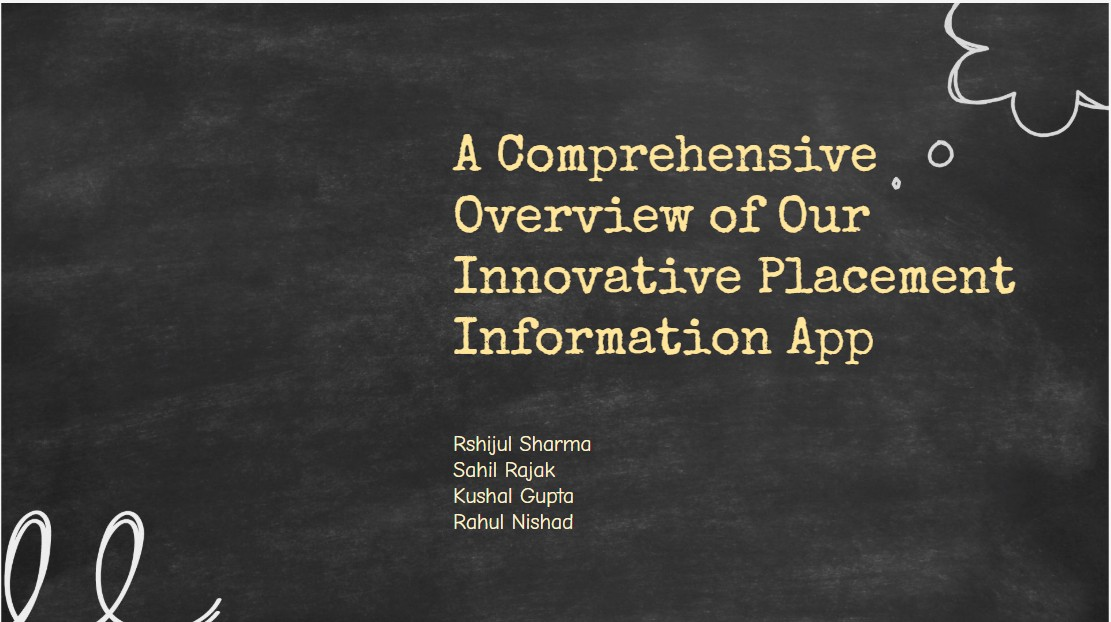 A Comprehensive
Overview of Our
Innovative Placement
Information App
Rshijul Sharma
Sahil Rajak
Kushal Gupta
Rahul Nishad